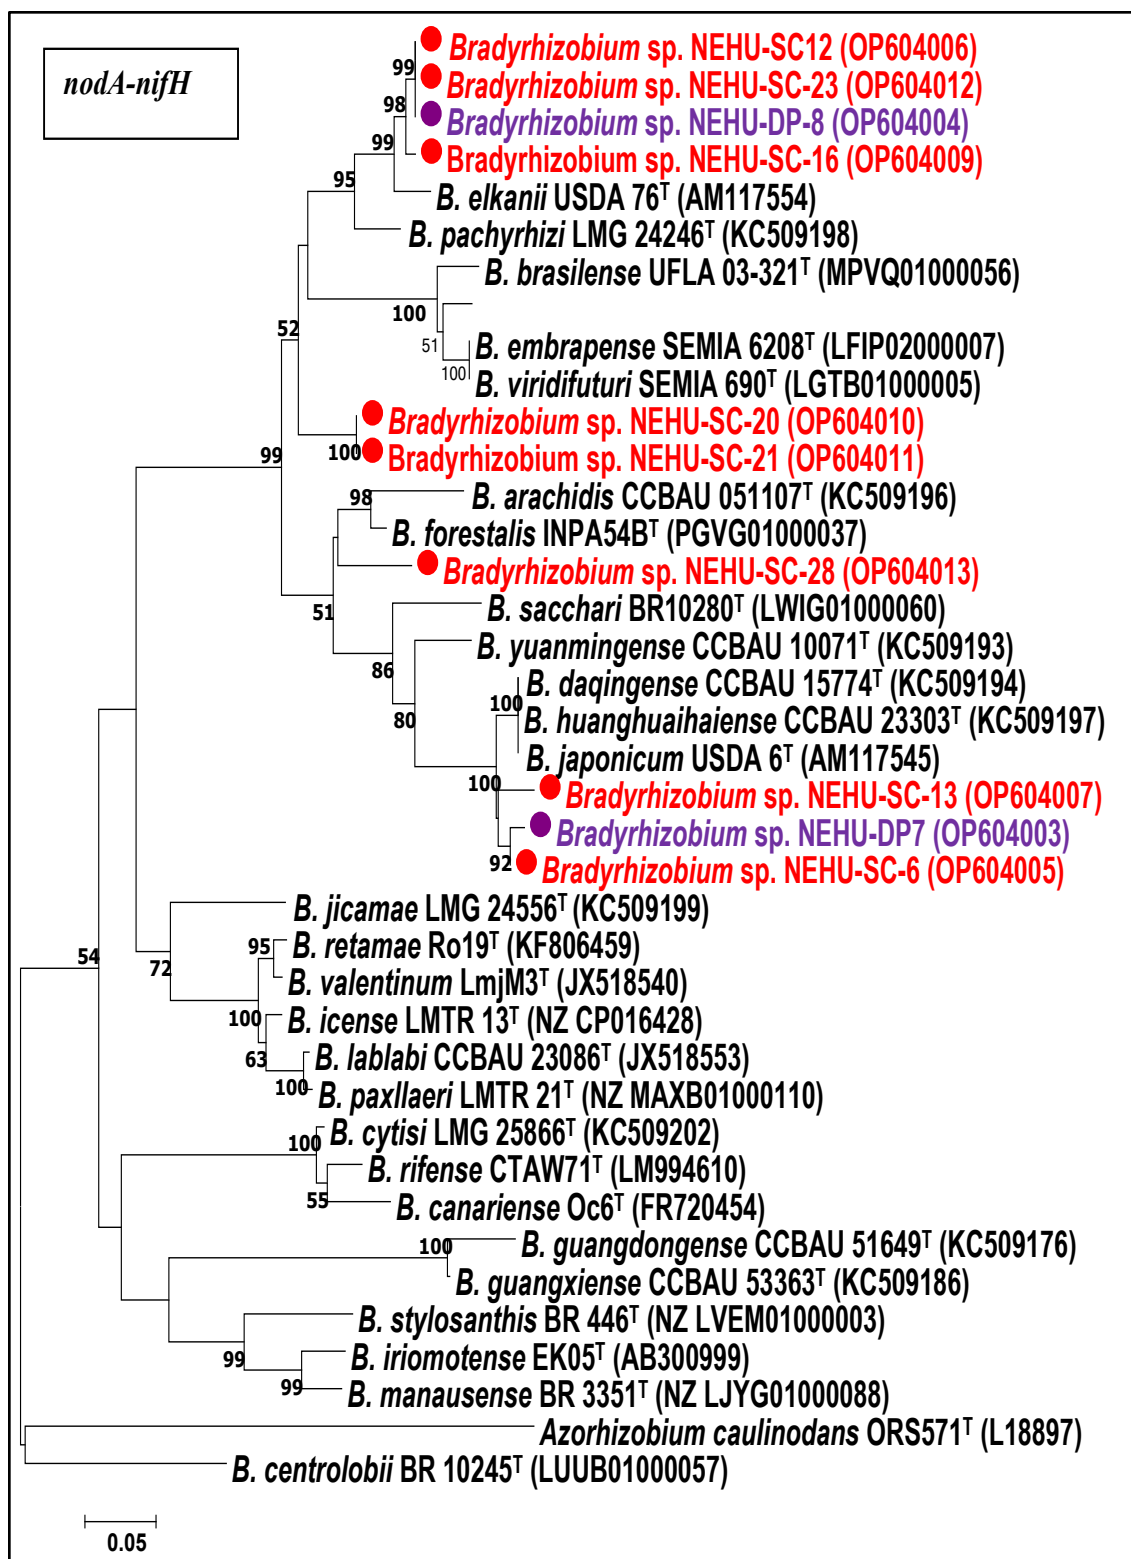 nodA-nifH
Bradyrhizobium sp. NEHU-SC12 (OP604006)
99
Bradyrhizobium sp. NEHU-SC-23 (OP604012)
98
Bradyrhizobium sp. NEHU-DP-8 (OP604004)
99
Bradyrhizobium sp. NEHU-SC-16 (OP604009)
95
B. elkanii USDA 76ᵀ (AM117554)
B. pachyrhizi LMG 24246ᵀ (KC509198)
B. brasilense UFLA 03-321ᵀ (MPVQ01000056)
100
52
51
B. embrapense SEMIA 6208ᵀ (LFIP02000007)
100
B. viridifuturi SEMIA 690ᵀ (LGTB01000005)
Bradyrhizobium sp. NEHU-SC-20 (OP604010)
99
100
Bradyrhizobium sp. NEHU-SC-21 (OP604011)
98
B. arachidis CCBAU 051107ᵀ (KC509196)
B. forestalis INPA54Bᵀ (PGVG01000037)
Bradyrhizobium sp. NEHU-SC-28 (OP604013)
51
B. sacchari BR10280ᵀ (LWIG01000060)
B. yuanmingense CCBAU 10071ᵀ (KC509193)
86
B. daqingense CCBAU 15774ᵀ (KC509194)
100
80
B. huanghuaihaiense CCBAU 23303ᵀ (KC509197)
B. japonicum USDA 6ᵀ (AM117545)
100
Bradyrhizobium sp. NEHU-SC-13 (OP604007)
Bradyrhizobium sp. NEHU-DP7 (OP604003)
92
Bradyrhizobium sp. NEHU-SC-6 (OP604005)
B. jicamae LMG 24556ᵀ (KC509199)
54
72
95
B. retamae Ro19ᵀ (KF806459)
B. valentinum LmjM3ᵀ (JX518540)
100
B. icense LMTR 13ᵀ (NZ CP016428)
63
B. lablabi CCBAU 23086ᵀ (JX518553)
100
B. paxllaeri LMTR 21ᵀ (NZ MAXB01000110)
100
B. cytisi LMG 25866ᵀ (KC509202)
B. rifense CTAW71ᵀ (LM994610)
55
B. canariense Oc6ᵀ (FR720454)
100
B. guangdongense CCBAU 51649ᵀ (KC509176)
B. guangxiense CCBAU 53363ᵀ (KC509186)
B. stylosanthis BR 446ᵀ (NZ LVEM01000003)
99
B. iriomotense EK05ᵀ (AB300999)
99
B. manausense BR 3351ᵀ (NZ LJYG01000088)
Azorhizobium caulinodans ORS571ᵀ (L18897)
B. centrolobii BR 10245ᵀ (LUUB01000057)
0.05